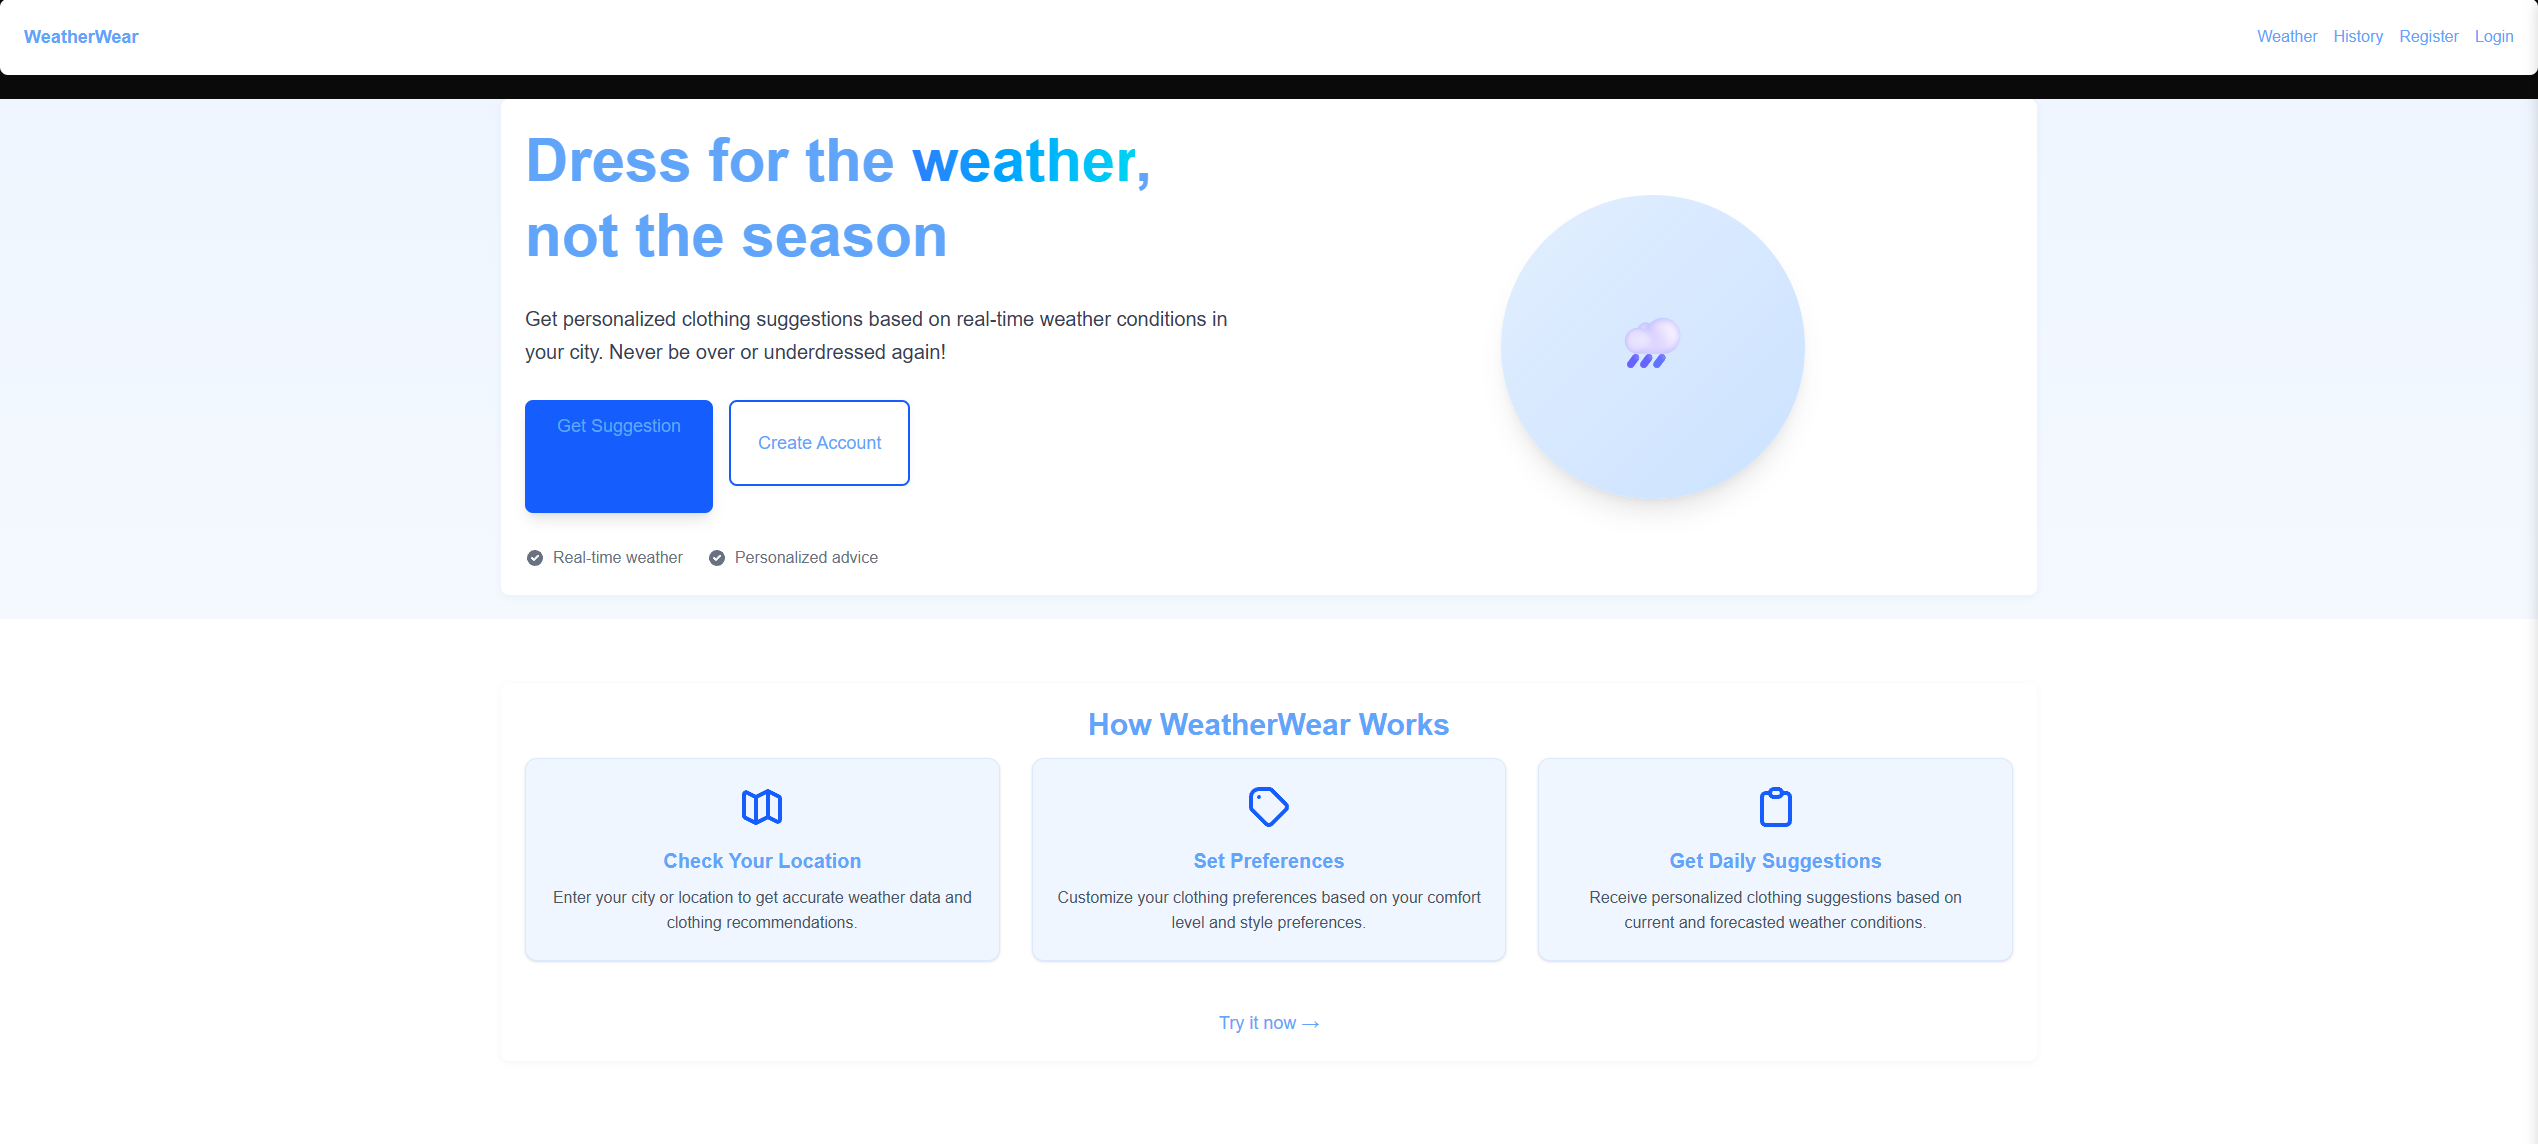 WeatherWear
Weather History Register Login
Dress for the weather,
not the season
Get personalized clothing suggestions based on real-time weather conditions in
your city. Never be over or underdressed again!
Get Suggestion
Create Account
Real-time weather
Personalized advice
How WeatherWear Works
Check Your Location
Enter your city or location to get accurate weather data and
clothing recommendations.
Set Preferences
Customize your clothing preferences based on your comfort
level and style preferences.
Get Daily Suggestions
Receive personalized clothing suggestions based on
current and forecasted weather conditions.
Try it now →